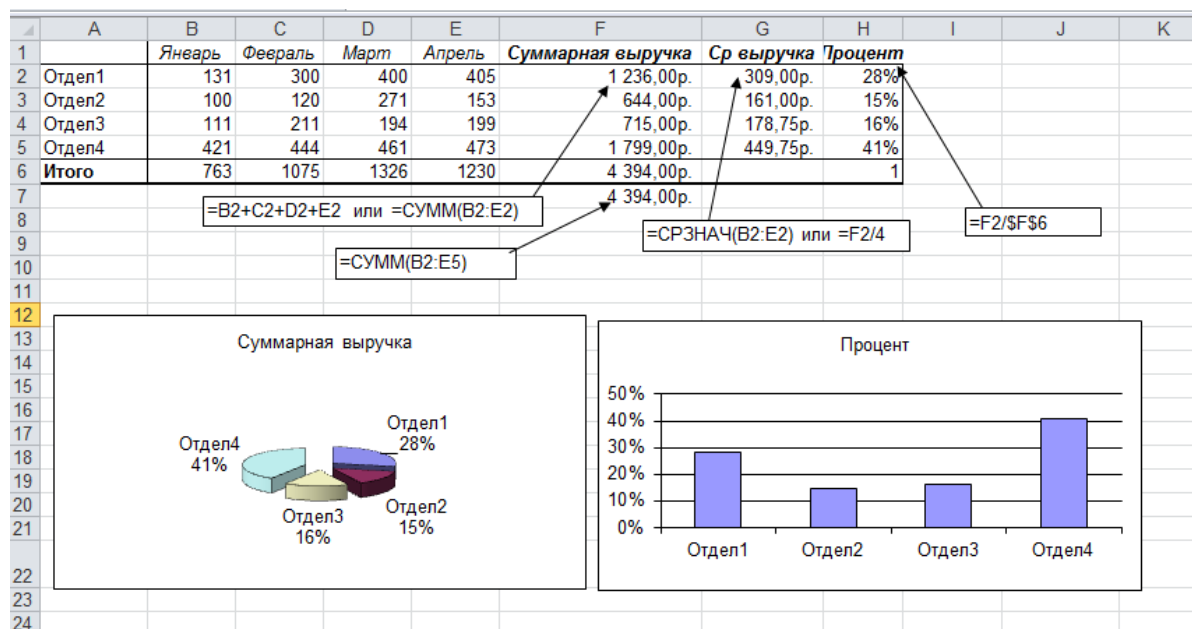 A B C D E F G H I J K
1 Январь Февраль Март Апрель Суммарная выручка Ср выручка Процент
2 Отдел1 131 300 400 405 1 236,00р. 309,00р. 28%
3 Отдел2 100 120 271 153 644,00р. 161,00р. 15%
4 Отдел3 111 211 194 199 715,00р. 178,75р. 16%
5 Отдел4 421 444 461 473 1 799,00р. 449,75р. 41%
6 Итого 763 1075 1326 1230 4 394,00р. 1
7 4 394,00р.
=B2+C2+D2+E2 или =СУММ(B2:E2)
=F2/$F$6
8
=СРЗНАЧ(B2:E2) или =F2/4
9
=СУММ(B2:E5)
10
11
12
13
14
15
16
17
18
19
20
21
22
23
24
Суммарная выручка
Отдел1
28%
Отдел4
41%
Отдел2
15%
Отдел3
16%
Процент
50%
40%
30%
20%
10%
0%
Отдел1 Отдел2 Отдел3 Отдел4